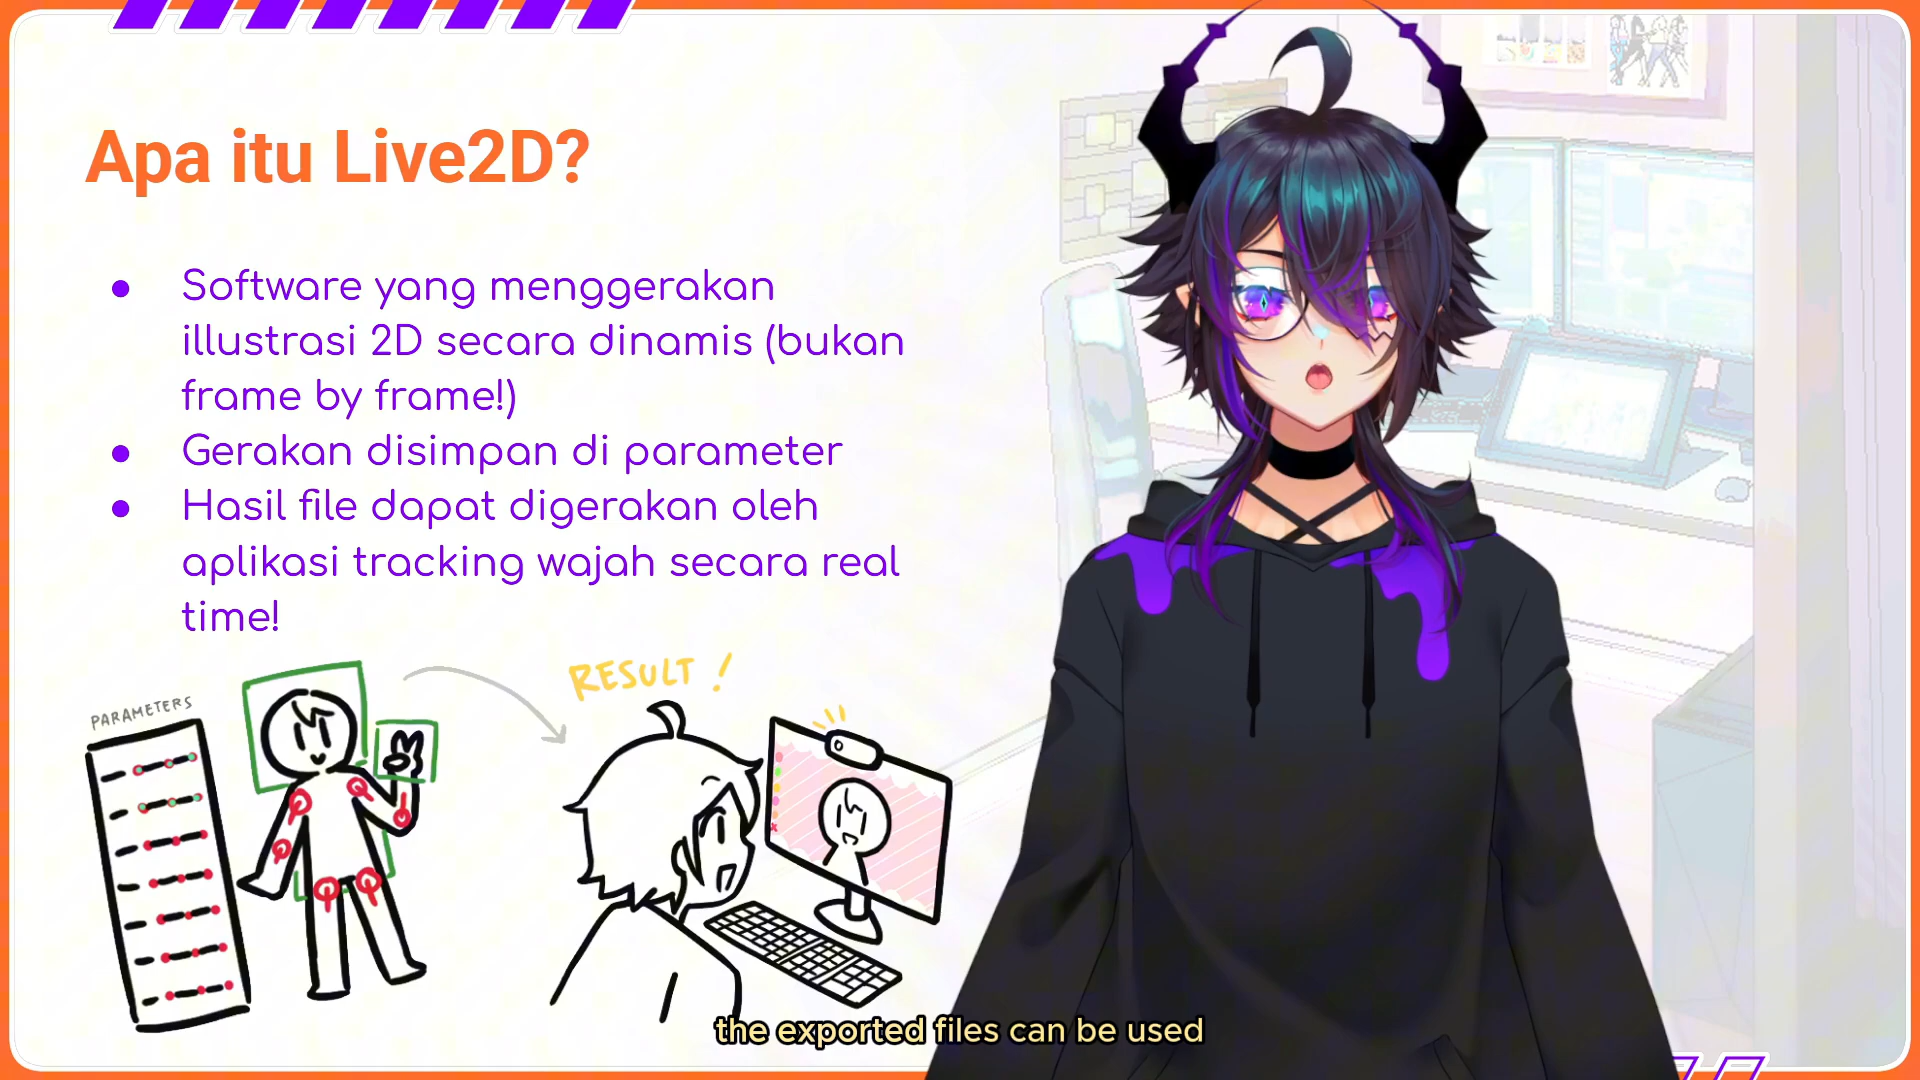 Apa itu Live2D?
● Software yang menggerakan
illustrasi 2D secara dinamis (bukan
frame by frame!)
● Gerakan disimpan di parameter
● Hasil file dapat digerakan oleh
aplikasi tracking wajah secara real
time!
PARAMETERS
RESULT !
the exported files can be used